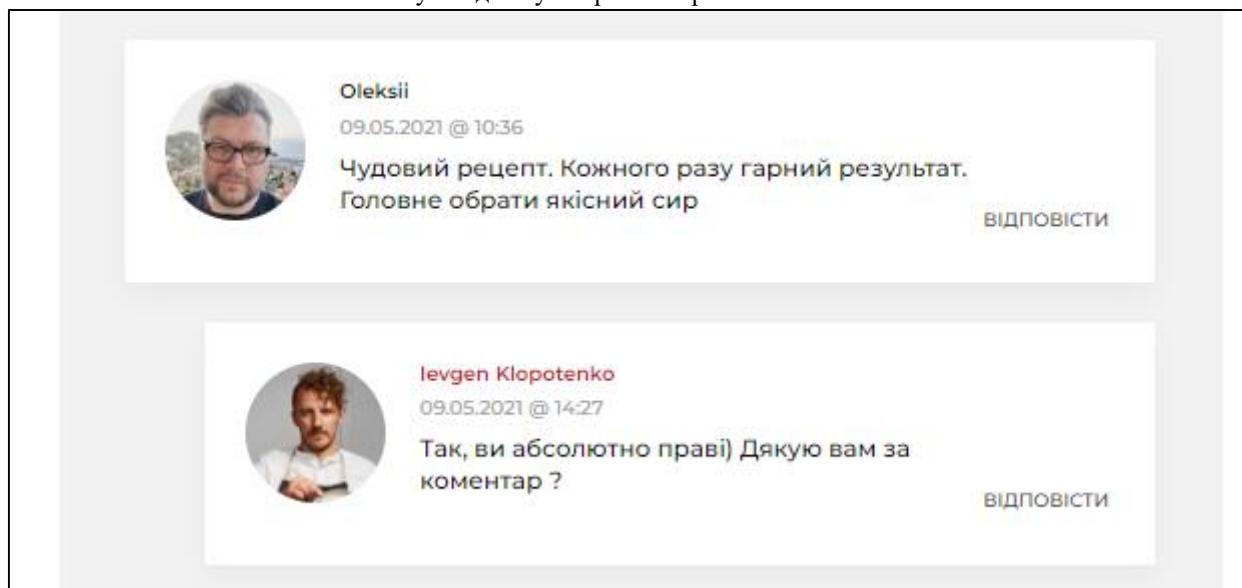 Oleksii
09.05.2021 @ 10:36
Чудовий рецепт. Кожного разу гарний результат.
Головне обрати якісний сир
ВІДПОВІСТИ
Ievgen Klopotenko
09.05.2021 @ 14:27
Так, ви абсолютно праві) Дякую вам за
коментар ?
ВІДПОВІСТИ